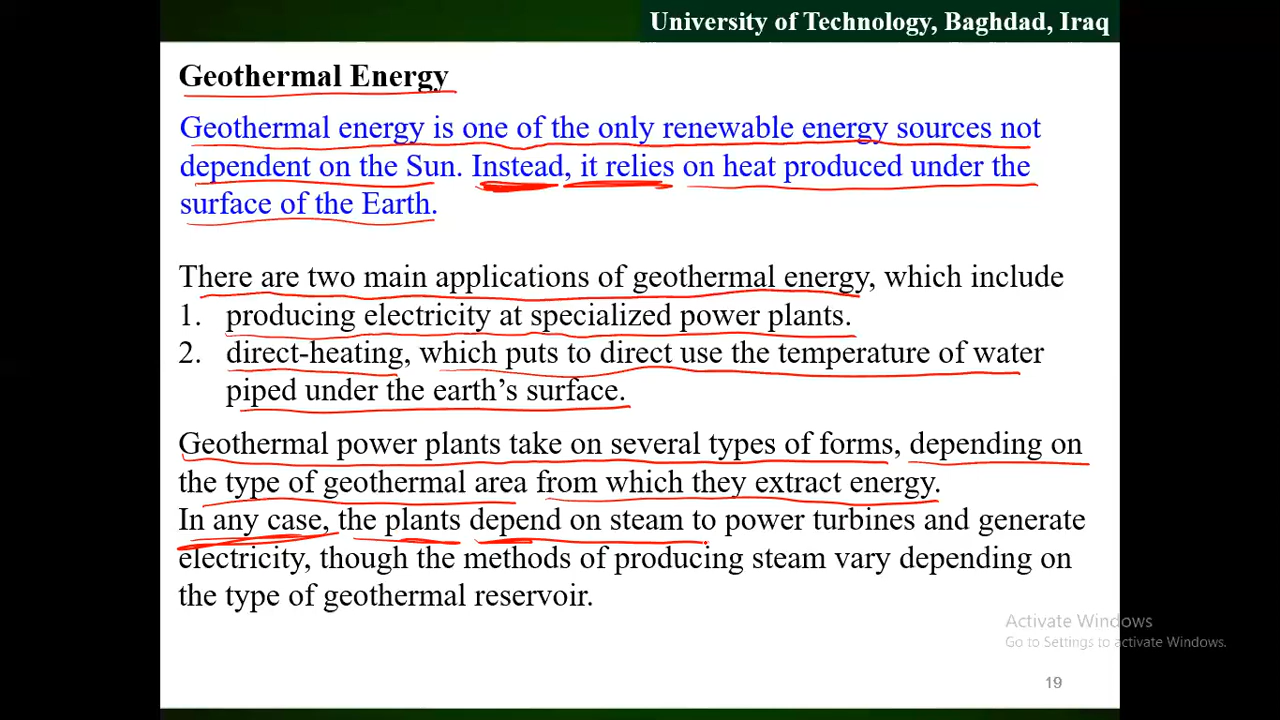 University of Technology, Baghdad, Iraq
Geothermal Energy
Geothermal energy is one of the only renewable energy sources not
dependent on the Sun. Instead, it relies on heat produced under the
surface of the Earth.
There are two main applications of geothermal energy, which include
1. producing electricity at specialized power plants.
2. direct-heating, which puts to direct use the temperature of water
piped under the earth’s surface.
Geothermal power plants take on several types of forms, depending on
the type of geothermal area from which they extract energy.
In any case, the plants depend on steam to power turbines and generate
electricity, though the methods of producing steam vary depending on
the type of geothermal reservoir.
Activate Windows
Go to Settings to activate Windows.
19